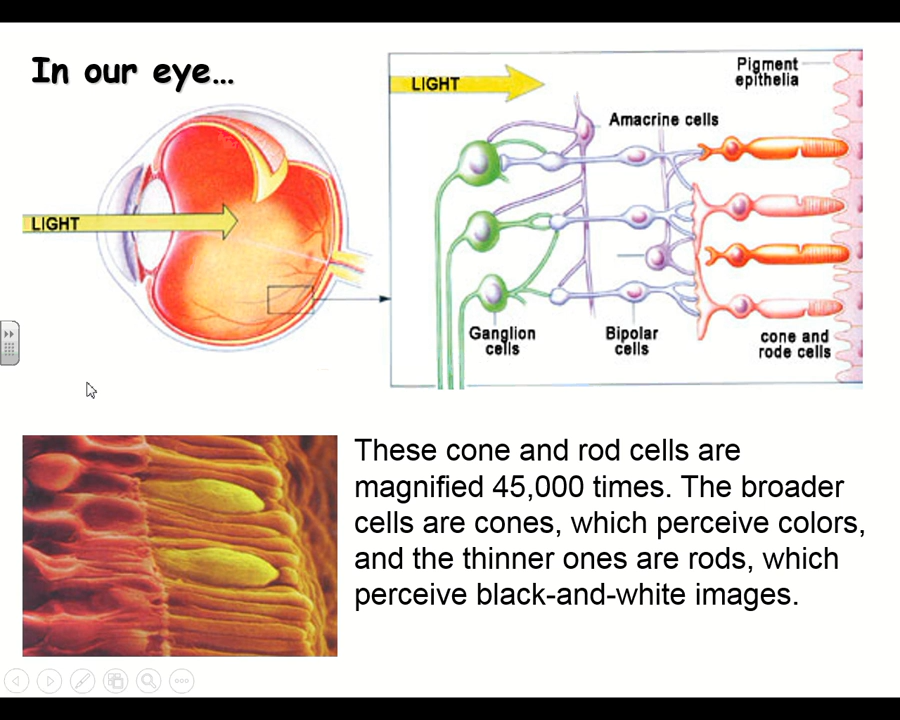 In our eye…
LIGHT
LIGHT
Pigment
epithelia
Amacrine cells
Ganglion
cells
Bipolar
cells
cone and
rode cells
These cone and rod cells are
magnified 45,000 times. The broader
cells are cones, which perceive colors,
and the thinner ones are rods, which
perceive black-and-white images.